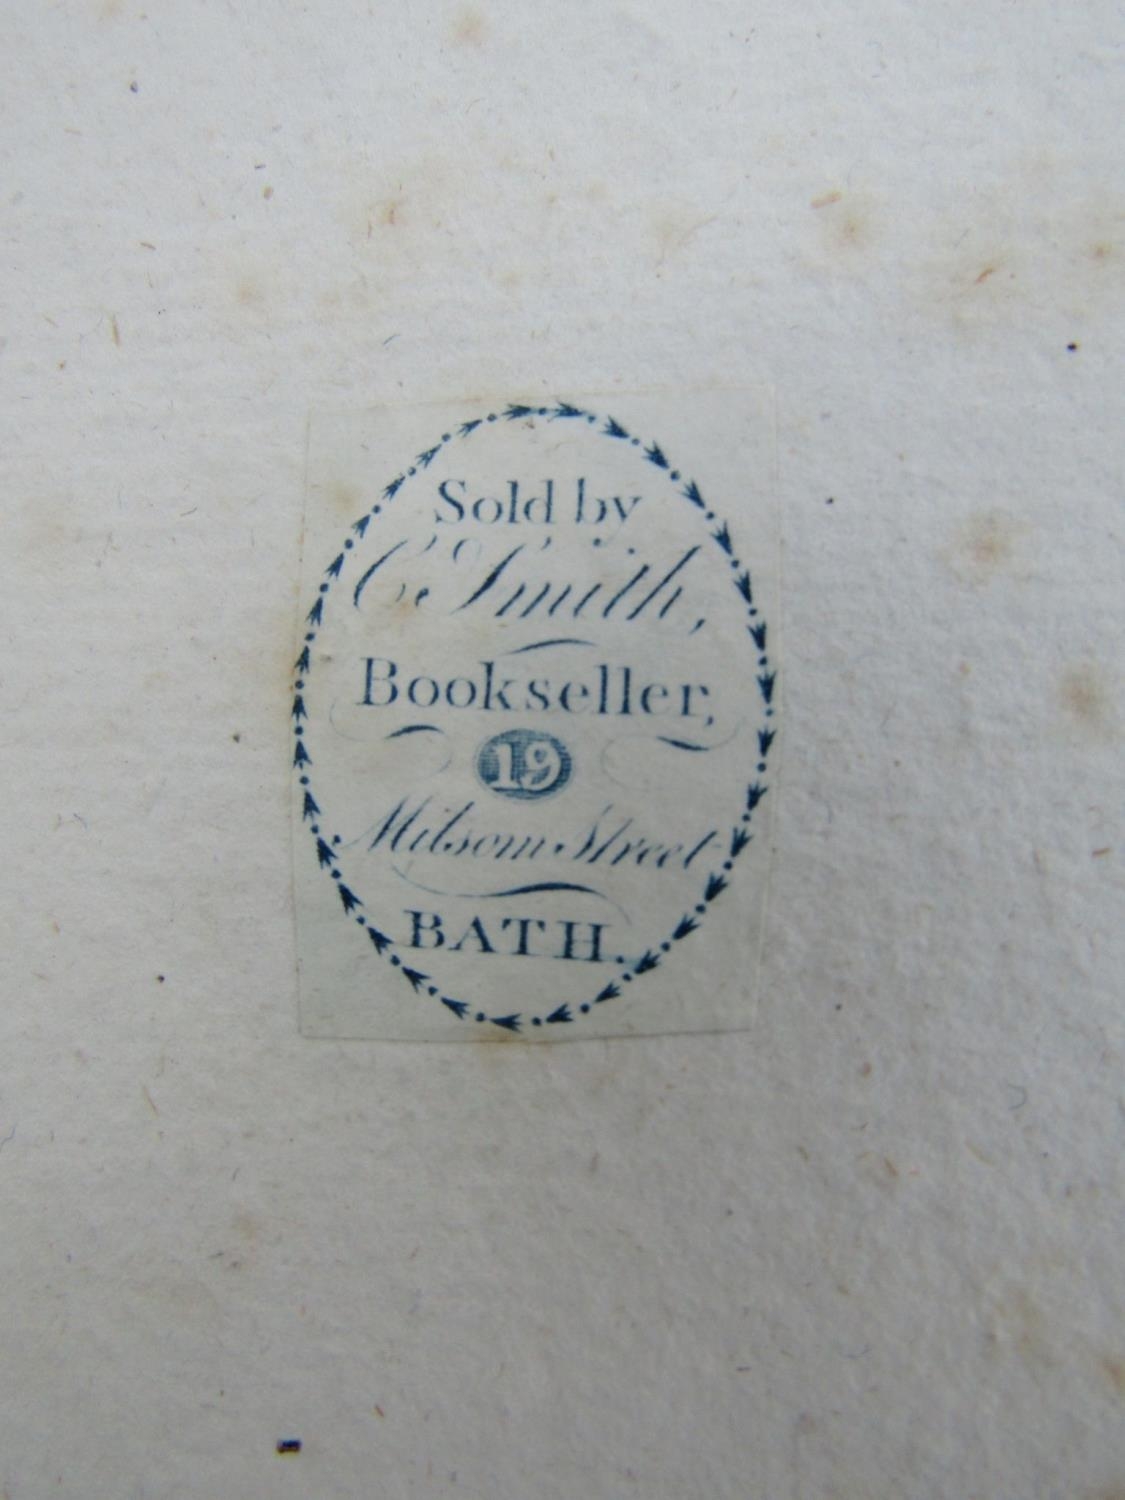 Sold by
C. Smith,
Bookseller,
19
Milsom Street
BATH.